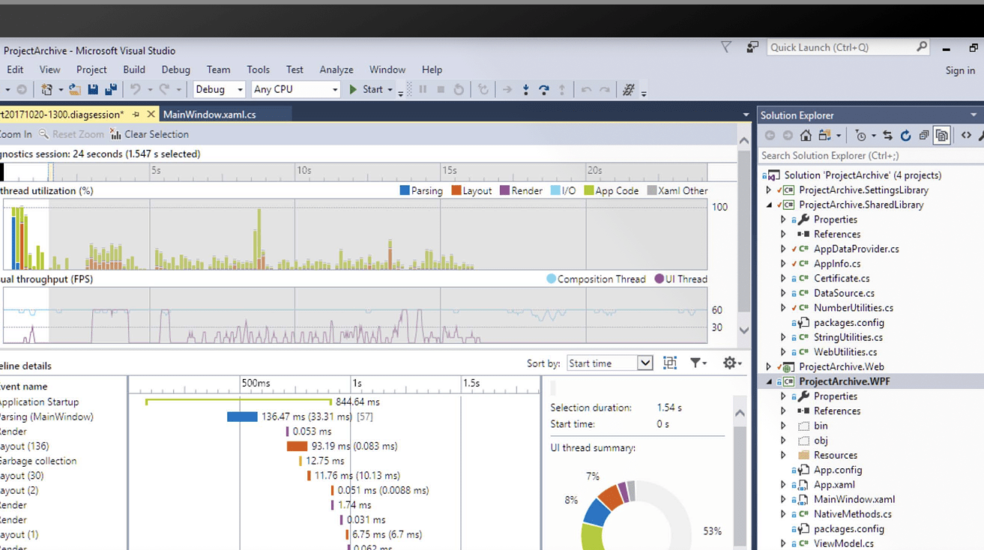 ProjectArchive - Microsoft Visual Studio
Quick Launch (Ctrl+Q)
Edit View Project Build Debug Team Tools Test Analyze Window Help
Sign in
Debug Any CPU Start
rt20171020-1300.diagsession* MainWindow.xaml.cs
Solution Explorer
Zoom In Reset Zoom Clear Selection
gnostics session: 24 seconds (1.547 s selected)
Search Solution Explorer (Ctrl+;)
5s 10s 15s 20s
Solution 'ProjectArchive' (4 projects)
thread utilization (%) Parsing Layout Render I/O App Code Xaml Other
ProjectArchive.SettingsLibrary
100
ProjectArchive.SharedLibrary
Properties
References
AppDataProvider.cs
AppInfo.cs
ual throughput (FPS) Composition Thread UI Thread
Certificate.cs
DataSource.cs
60
NumberUtilities.cs
30
packages.config
StringUtilities.cs
WebUtilities.cs
eline details Sort by: Start time
ProjectArchive.Web
ProjectArchive.WPF
Event name 500ms 1s 1.5s
Properties
Application Startup 844.64 ms
Selection duration: 1.54 s
References
Parsing (MainWindow) 136.47 ms (33.31 ms) [57]
Start time: 0 s
bin
Render 0.053 ms
obj
ayout (136) 93.19 ms (0.083 ms)
UI thread summary:
Resources
Garbage collection 12.75 ms
App.config
ayout (30) 11.76 ms (10.13 ms)
7%
App.xaml
ayout (2) 0.051 ms (0.0088 ms)
8%
MainWindow.xaml
Render 1.74 ms
NativeMethods.cs
Render 0.031 ms
packages.config
ayout (1) 6.75 ms (6.7 ms)
53%
ViewModel.cs
Render 0.062 ms